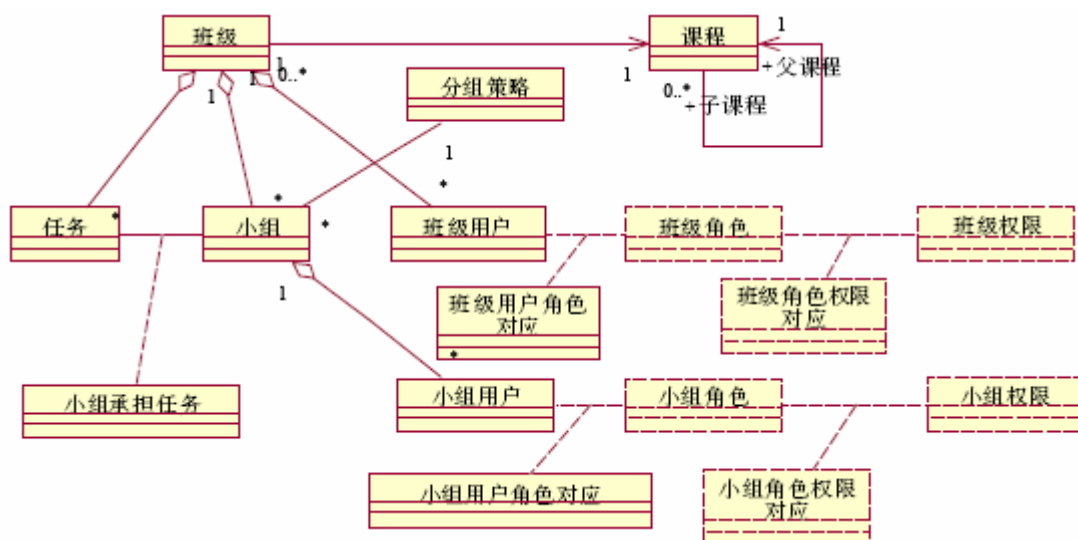 班级
课程
1
1
0..*
+父课程
+子课程
1
1
1
0..*
分组策略
1
*
*
*
*
任务
小组
班级用户
班级角色
班级权限
1
班级用户角色
对应
班级角色权限
对应
*
小组承担任务
小组用户
小组角色
小组权限
小组用户角色对应
小组角色权限
对应